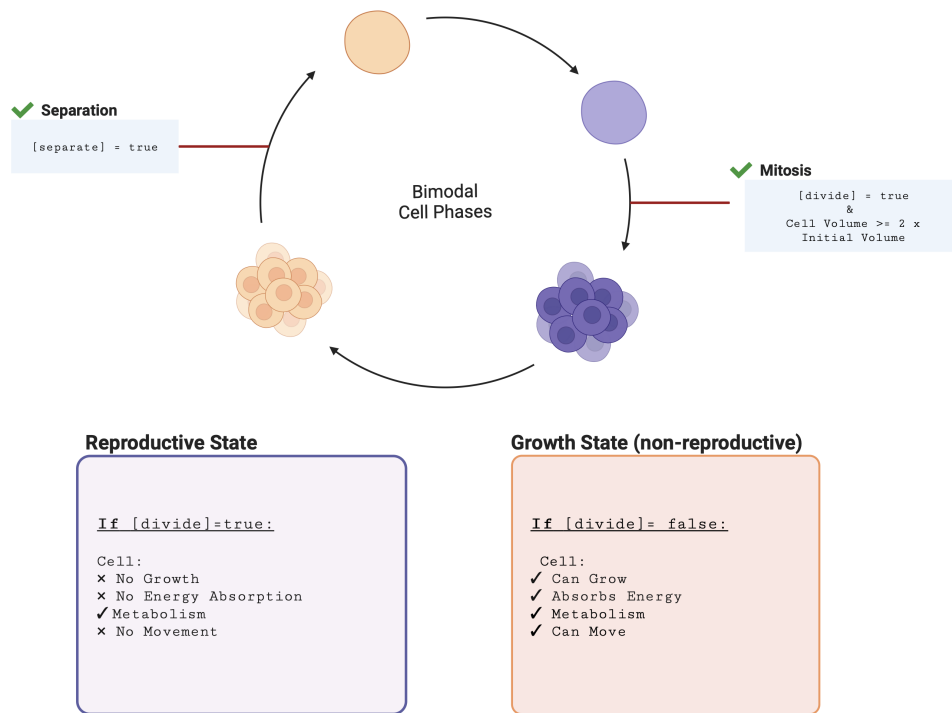 Separation
[separate] = true
Bimodal
Cell Phases
Mitosis
[divide] = true
&
Cell Volume >= 2 x
Initial Volume
Reproductive State
If [divide]=true:
Cell:
× No Growth
× No Energy Absorption
✓Metabolism
× No Movement
Growth State (non-reproductive)
If [divide]= false:
Cell:
✓ Can Grow
✓ Absorbs Energy
✓ Metabolism
✓ Can Move